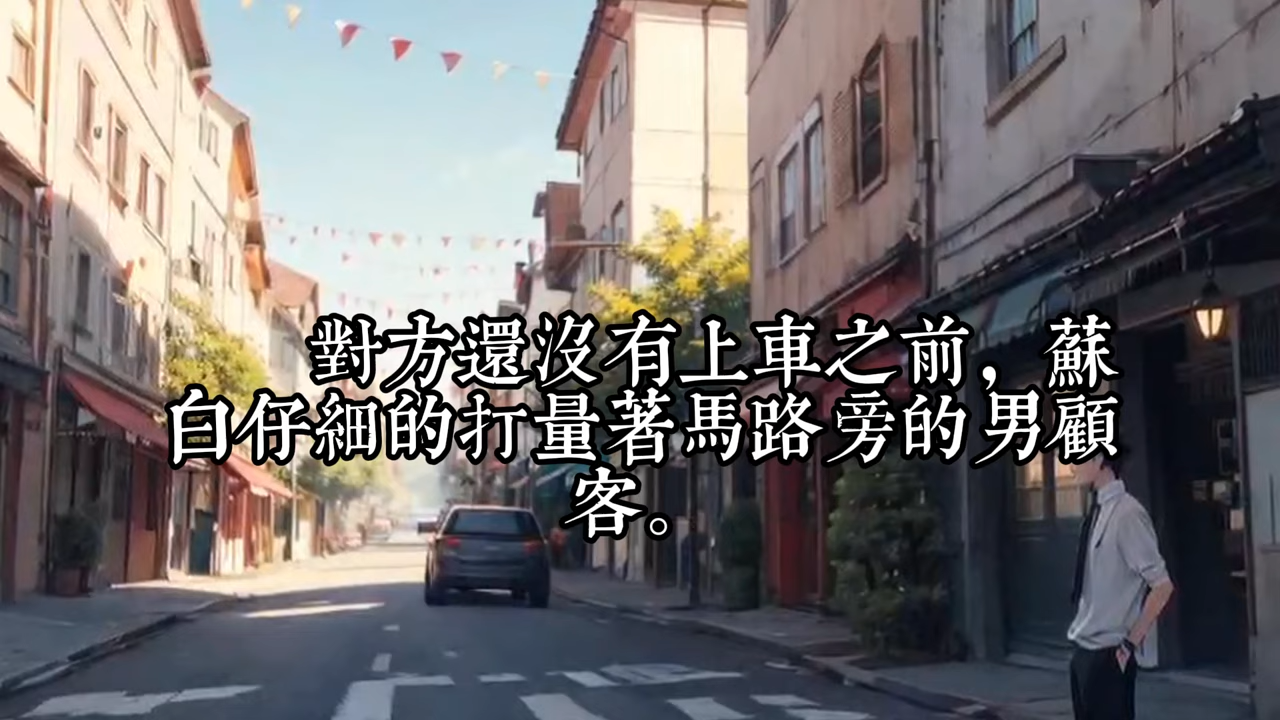 對方還沒有上車之前，蘇
白仔細的打量著馬路旁的男顧
客。